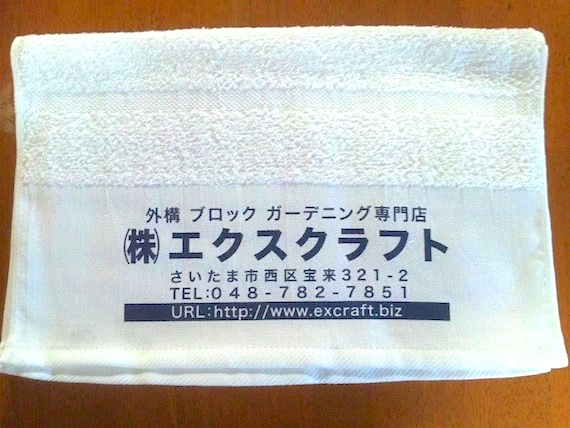 外構 ブロック ガーデニング専門店
㈱エクスクラフト
さいたま市西区宝来321-2
TEL:048-782-7851
URL:http://www.excraft.biz